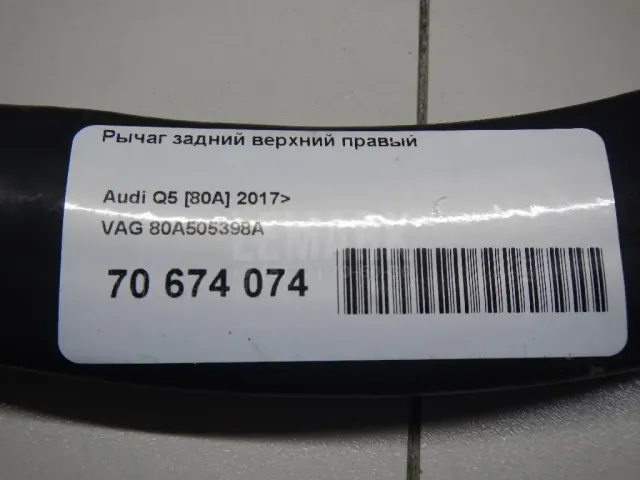 Рычаг задний верхний правый
Audi Q5 [80A] 2017>
VAG 80A505398A
70 674 074